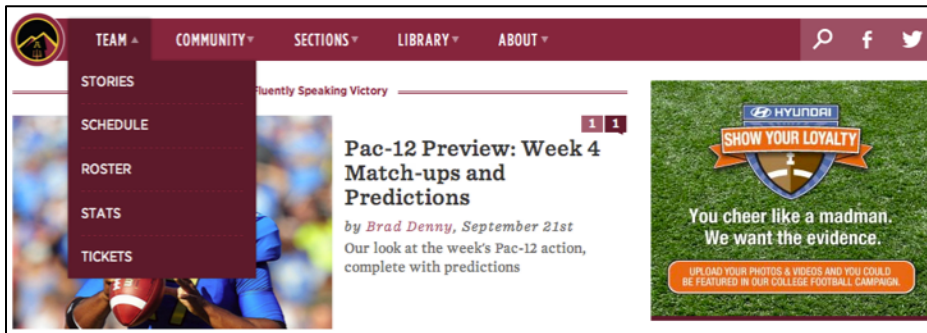 TEAM COMMUNITY SECTIONS LIBRARY ABOUT
STORIES
SCHEDULE
ROSTER
STATS
TICKETS
Fluently Speaking Victory
1 1
Pac-12 Preview: Week 4
Match-ups and
Predictions
by Brad Denny, September 21st
Our look at the week's Pac-12 action,
complete with predictions
HYUNDAI
SHOW YOUR LOYALTY
You cheer like a madman.
We want the evidence.
UPLOAD YOUR PHOTOS & VIDEOS AND YOU COULD
BE FEATURED IN OUR COLLEGE FOOTBALL CAMPAIGN.